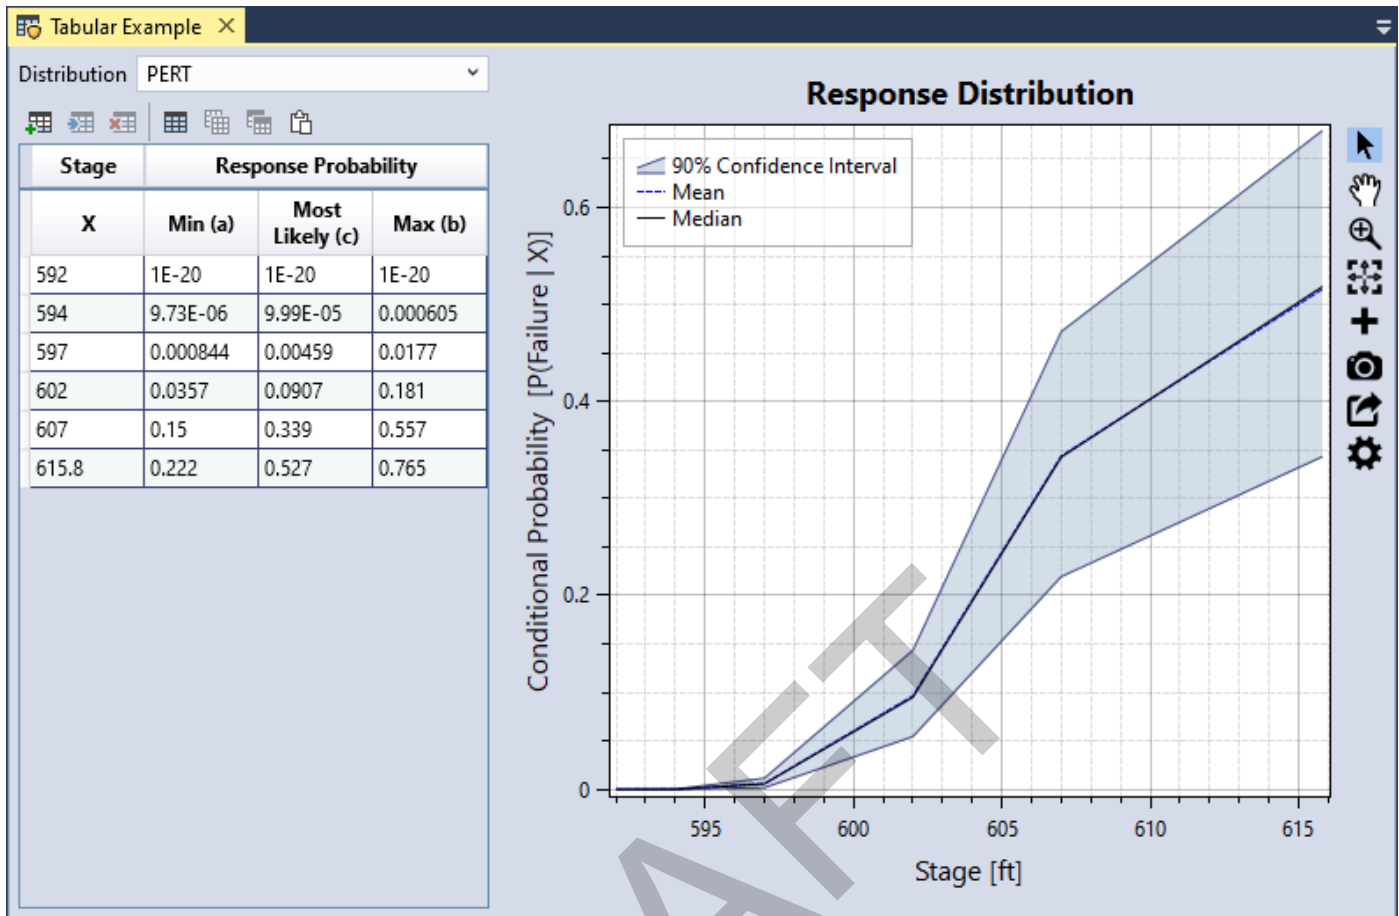 Tabular Example
Distribution PERT
Stage Response Probability
X Min (a) Most Likely (c) Max (b)
592 1E-20 1E-20 1E-20
594 9.73E-06 9.99E-05 0.000605
597 0.000844 0.00459 0.0177
602 0.0357 0.0907 0.181
607 0.15 0.339 0.557
615.8 0.222 0.527 0.765
Response Distribution
90% Confidence Interval
Mean
Median
Conditional Probability [P(Failure | X)]
0.6
0.4
0.2
0
595 600 605 610 615
Stage [ft]
AFT